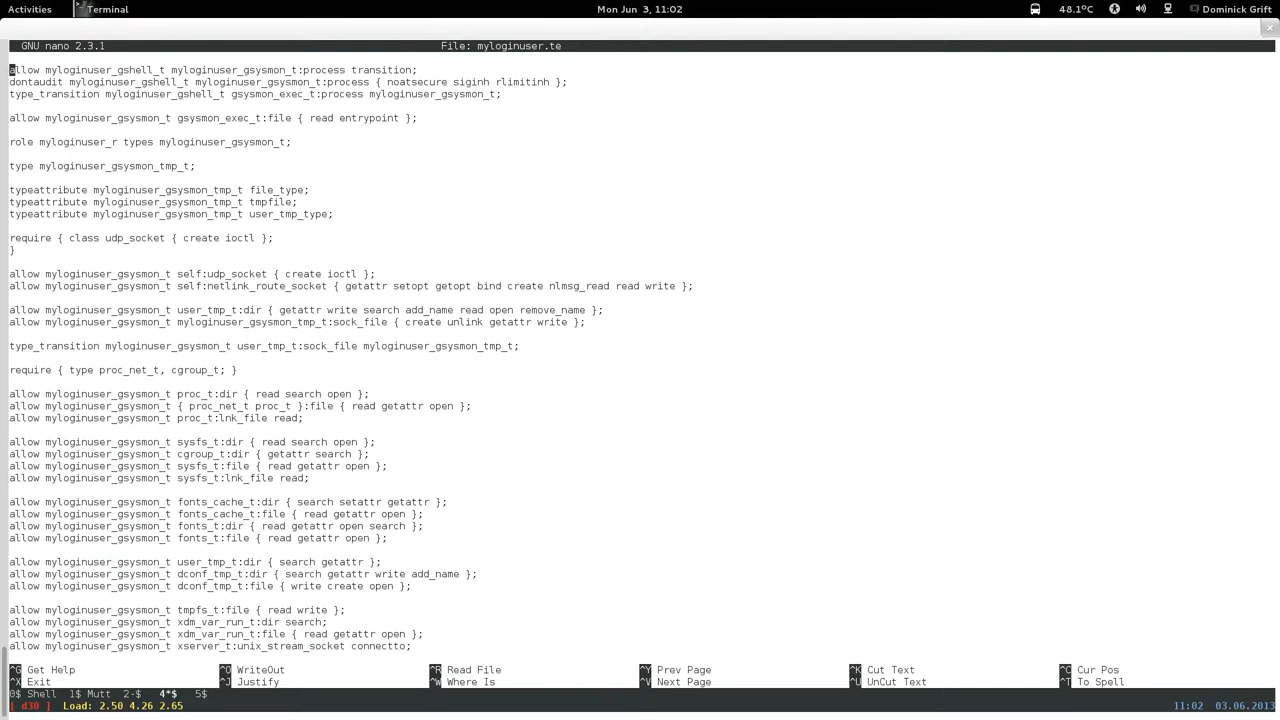 Activities Terminal Mon Jun 3, 11:02 48.1°C Dominick Grift
GNU nano 2.3.1 File: myloginuser.te
allow myloginuser_gshell_t myloginuser_gsysmon_t:process transition;
dontaudit myloginuser_gshell_t myloginuser_gsysmon_t:process { noatsecure siginh rlimitinh };
type_transition myloginuser_gshell_t gsysmon_exec_t:process myloginuser_gsysmon_t;
allow myloginuser_gsysmon_t gsysmon_exec_t:file { read entrypoint };
role myloginuser_r types myloginuser_gsysmon_t;
type myloginuser_gsysmon_tmp_t;
typeattribute myloginuser_gsysmon_tmp_t file_type;
typeattribute myloginuser_gsysmon_tmp_t tmpfile;
typeattribute myloginuser_gsysmon_tmp_t user_tmp_type;
require { class udp_socket { create ioctl };
}
allow myloginuser_gsysmon_t self:udp_socket { create ioctl };
allow myloginuser_gsysmon_t self:netlink_route_socket { getattr setopt getopt bind create nlmsg_read read write };
allow myloginuser_gsysmon_t user_tmp_t:dir { getattr write search add_name read open remove_name };
allow myloginuser_gsysmon_t myloginuser_gsysmon_tmp_t:sock_file { create unlink getattr write };
type_transition myloginuser_gsysmon_t user_tmp_t:sock_file myloginuser_gsysmon_tmp_t;
require { type proc_net_t, cgroup_t; }
allow myloginuser_gsysmon_t proc_t:dir { read search open };
allow myloginuser_gsysmon_t { proc_net_t proc_t }:file { read getattr open };
allow myloginuser_gsysmon_t proc_t:lnk_file read;
allow myloginuser_gsysmon_t sysfs_t:dir { read search open };
allow myloginuser_gsysmon_t cgroup_t:dir { getattr search };
allow myloginuser_gsysmon_t sysfs_t:file { read getattr open };
allow myloginuser_gsysmon_t sysfs_t:lnk_file read;
allow myloginuser_gsysmon_t fonts_cache_t:dir { search setattr getattr };
allow myloginuser_gsysmon_t fonts_cache_t:file { read getattr open };
allow myloginuser_gsysmon_t fonts_t:dir { read getattr open search };
allow myloginuser_gsysmon_t fonts_t:file { read getattr open };
allow myloginuser_gsysmon_t user_tmp_t:dir { search getattr };
allow myloginuser_gsysmon_t dconf_tmp_t:dir { search getattr write add_name };
allow myloginuser_gsysmon_t dconf_tmp_t:file { write create open };
allow myloginuser_gsysmon_t tmpfs_t:file { read write };
allow myloginuser_gsysmon_t xdm_var_run_t:dir search;
allow myloginuser_gsysmon_t xdm_var_run_t:file { read getattr open };
allow myloginuser_gsysmon_t xserver_t:unix_stream_socket connectto;
^G Get Help ^O WriteOut ^R Read File ^Y Prev Page ^K Cut Text ^C Cur Pos
^X Exit ^J Justify ^W Where Is ^V Next Page ^U UnCut Text ^T To Spell
0$ Shell 1$ Mutt 2-$ 4*$ 5$
[ d30 ] Load: 2.50 4.26 2.65 11:02 03.06.2013